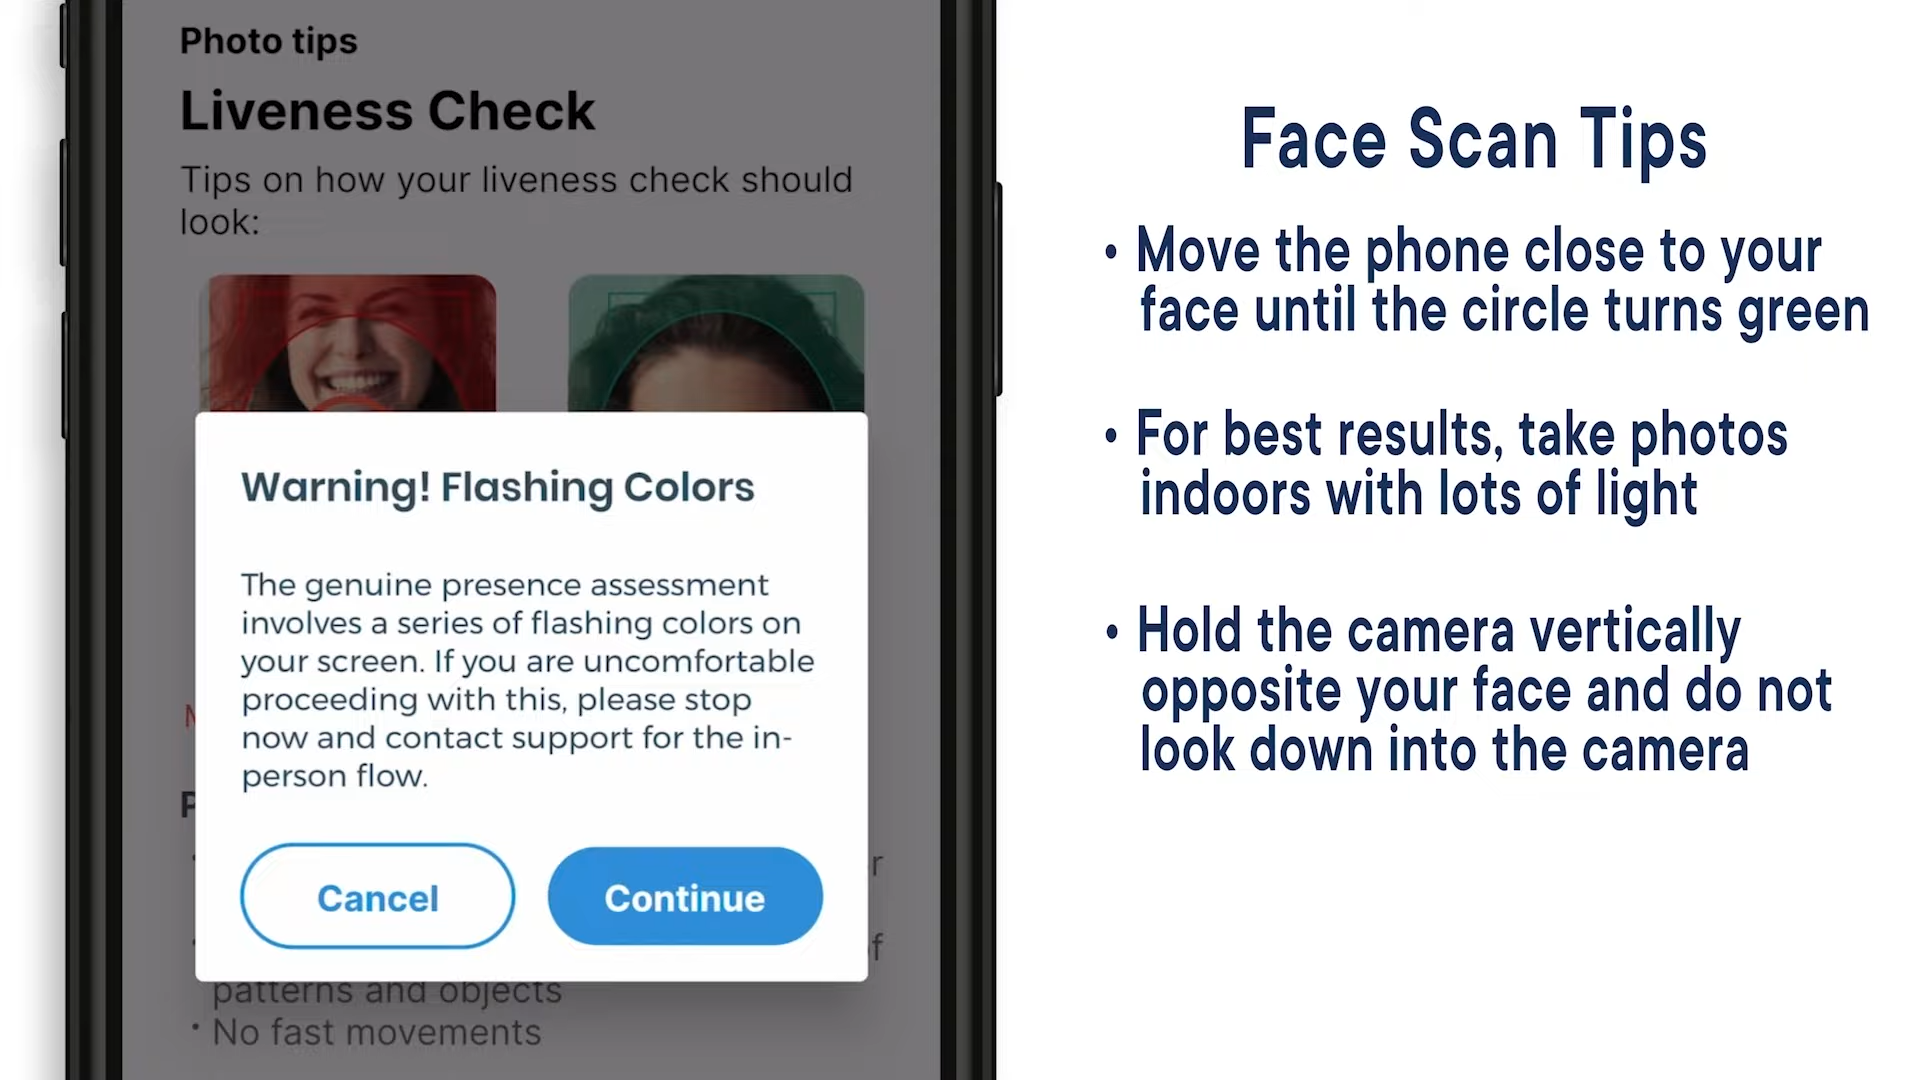 Photo tips
Liveness Check
Tips on how your liveness check should
look:
Warning! Flashing Colors
The genuine presence assessment
involves a series of flashing colors on
your screen. If you are uncomfortable
proceeding with this, please stop
now and contact support for the in-
person flow.
Cancel
Continue
patterns and objects
• No fast movements
Face Scan Tips
• Move the phone close to your
face until the circle turns green
• For best results, take photos
indoors with lots of light
• Hold the camera vertically
opposite your face and do not
look down into the camera